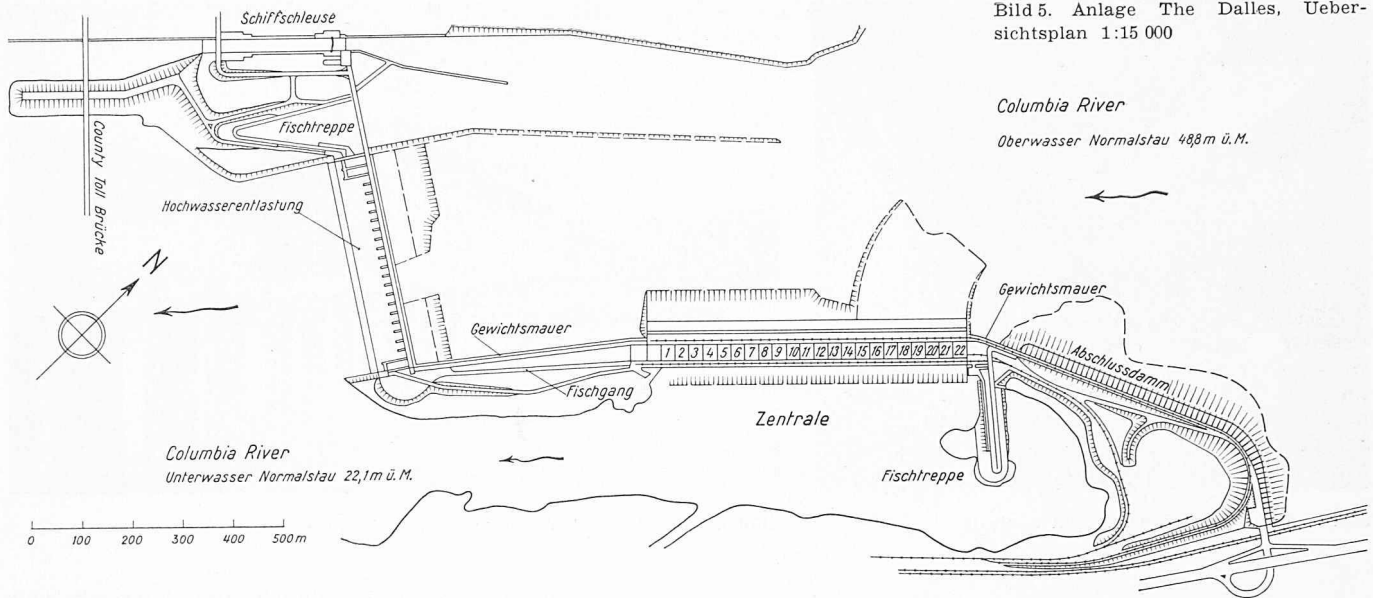 Bild 5. Anlage The Dalles, Ueber-
sichtsplan 1:15 000
Schiffschleuse
Columbia River
Oberwasser Normalstau 48,8 m ü. M.
County Toll Brücke
Fischtreppe
Hochwasserentlastung
N
Gewichtsmauer
Gewichtsmauer
1 2 3 4 5 6 7 8 9 10 11 12 13 14 15 16 17 18 19 20 21 22
Abschlussdamm
Fischgang
Zentrale
Columbia River
Unterwasser Normalstau 22,1 m ü. M.
Fischtreppe
0 100 200 300 400 500 m